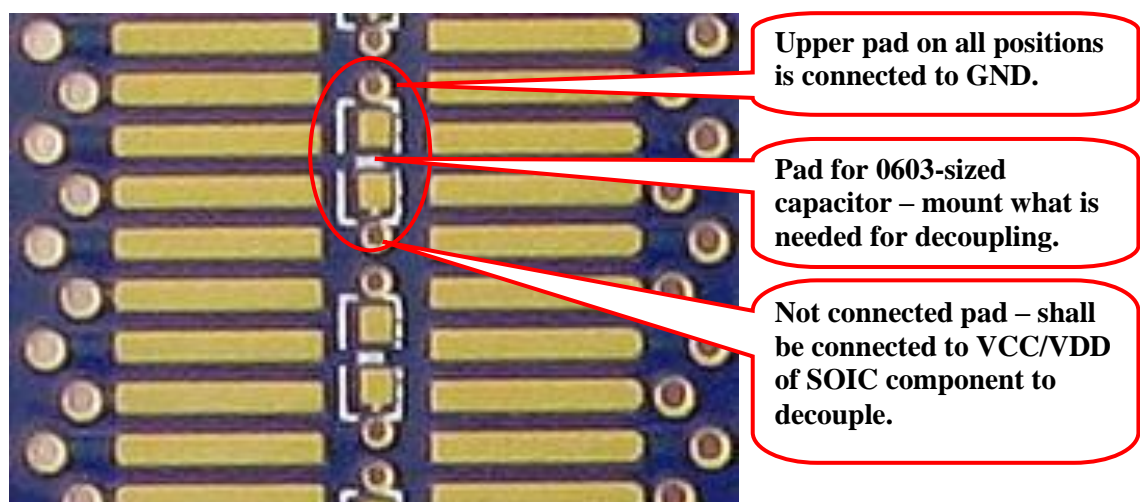 Upper pad on all positions
is connected to GND.
Pad for 0603-sized
capacitor – mount what is
needed for decoupling.
Not connected pad – shall
be connected to VCC/VDD
of SOIC component to
decouple.